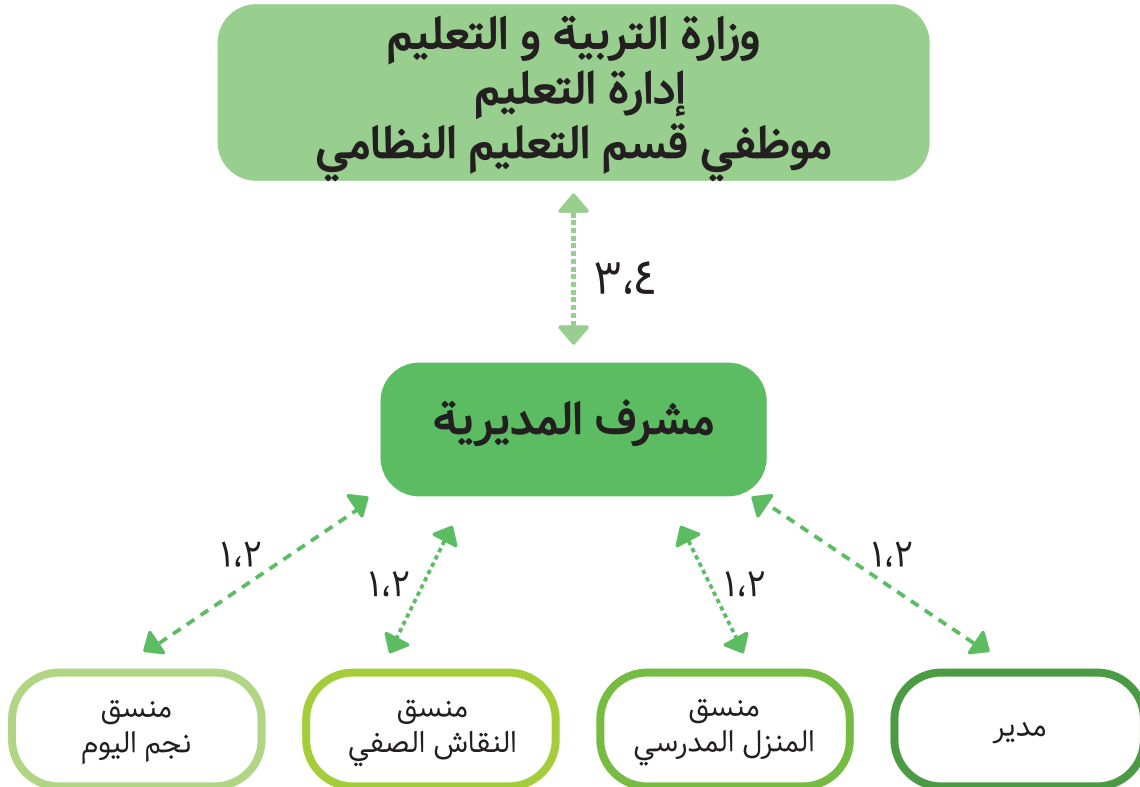 وزارة التربية و التعليم
إدارة التعليم
موظفي قسم التعليم النظامي
٣،٤
مشرف المديرية
١،٢
١،٢
١،٢
١،٢
مدير
منسق
المنزل المدرسي
منسق
النقاش الصفي
منسق
نجم اليوم